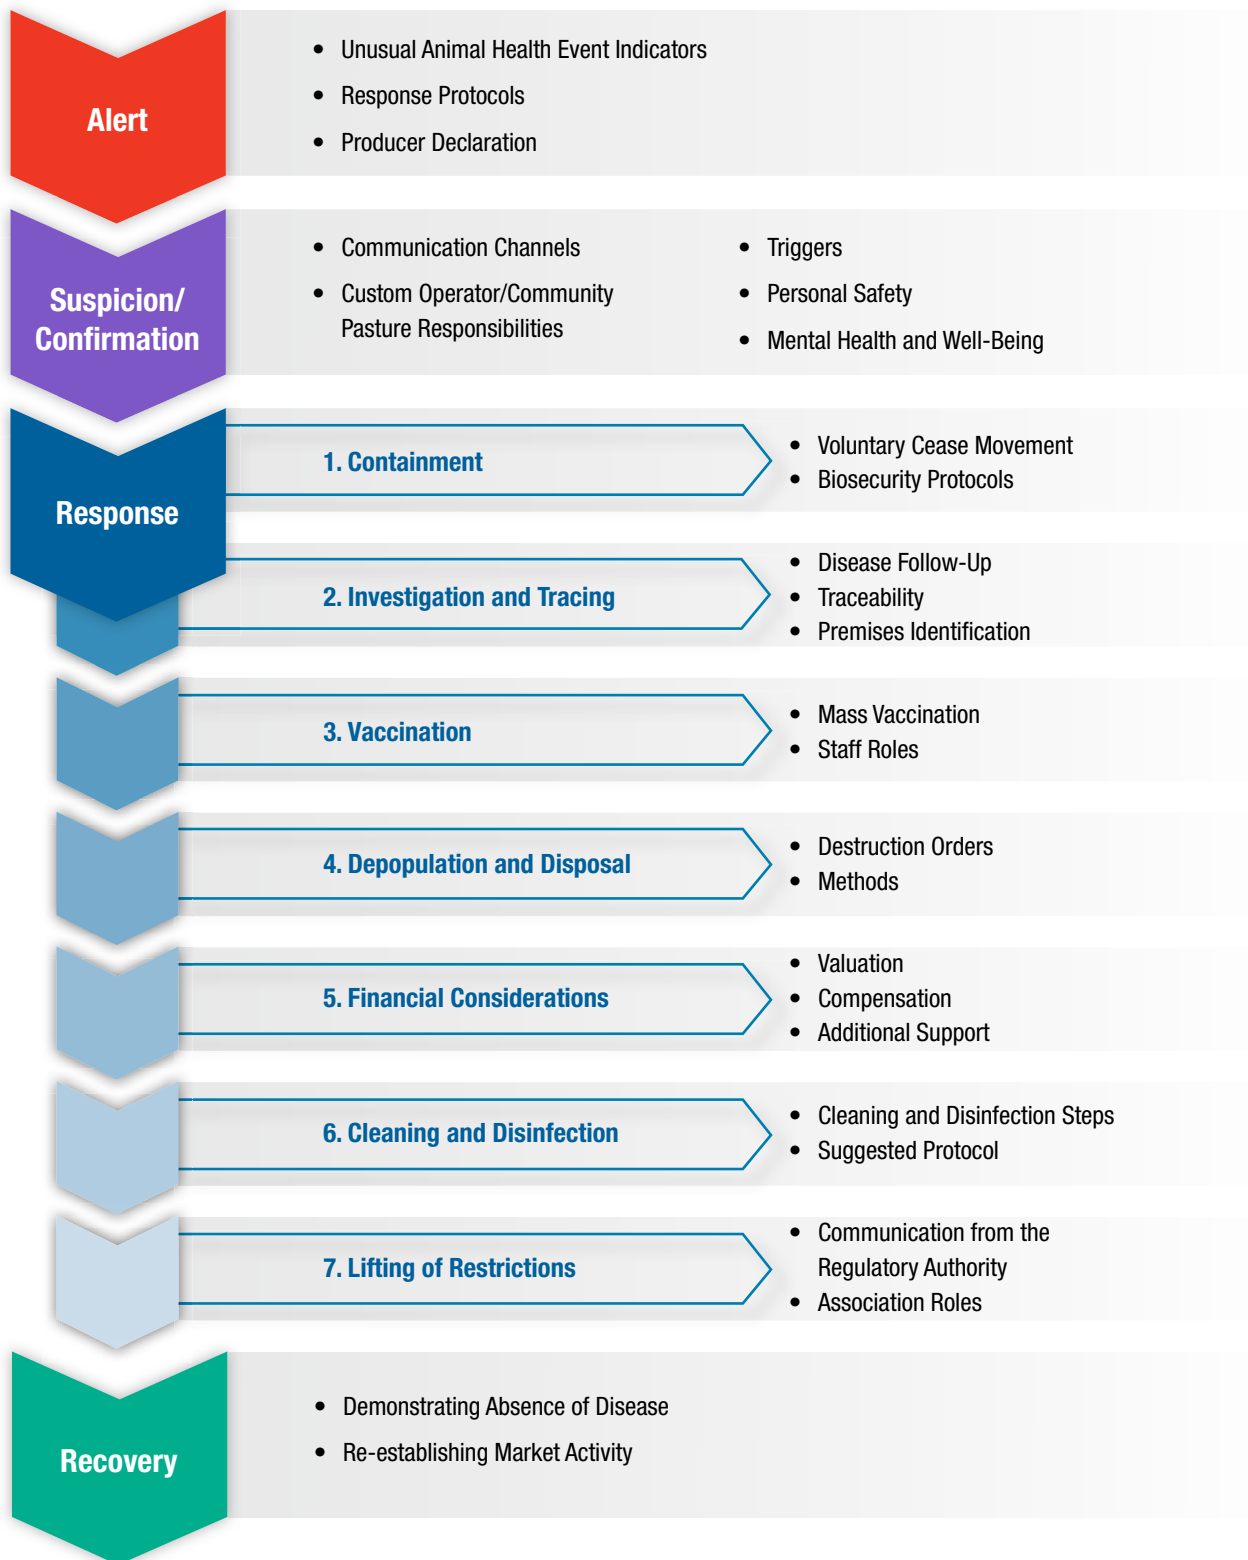 Alert
• Unusual Animal Health Event Indicators
• Response Protocols
• Producer Declaration
Suspicion/
Confirmation
• Communication Channels
• Custom Operator/Community
Pasture Responsibilities
• Triggers
• Personal Safety
• Mental Health and Well-Being
Response
1. Containment
• Voluntary Cease Movement
• Biosecurity Protocols
2. Investigation and Tracing
• Disease Follow-Up
• Traceability
• Premises Identification
3. Vaccination
• Mass Vaccination
• Staff Roles
4. Depopulation and Disposal
• Destruction Orders
• Methods
5. Financial Considerations
• Valuation
• Compensation
• Additional Support
6. Cleaning and Disinfection
• Cleaning and Disinfection Steps
• Suggested Protocol
7. Lifting of Restrictions
• Communication from the
Regulatory Authority
• Association Roles
Recovery
• Demonstrating Absence of Disease
• Re-establishing Market Activity